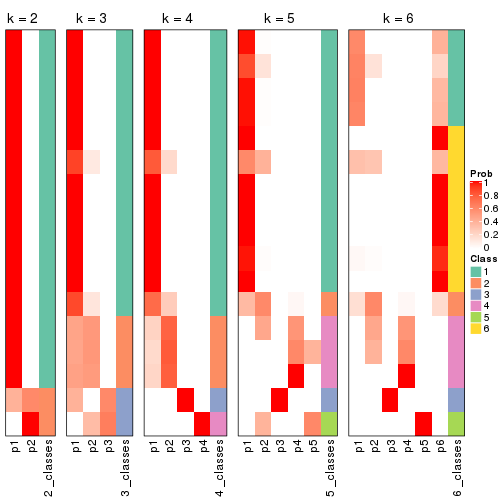 k = 2
k = 3
k = 4
k = 5
k = 6
p1
p2
2_classes
p1
p2
p3
3_classes
p1
p2
p3
p4
4_classes
p1
p2
p3
p4
p5
5_classes
p1
p2
p3
p4
p5
p6
6_classes
Prob
1
0.8
0.6
0.4
0.2
0
Class
1
2
3
4
5
6